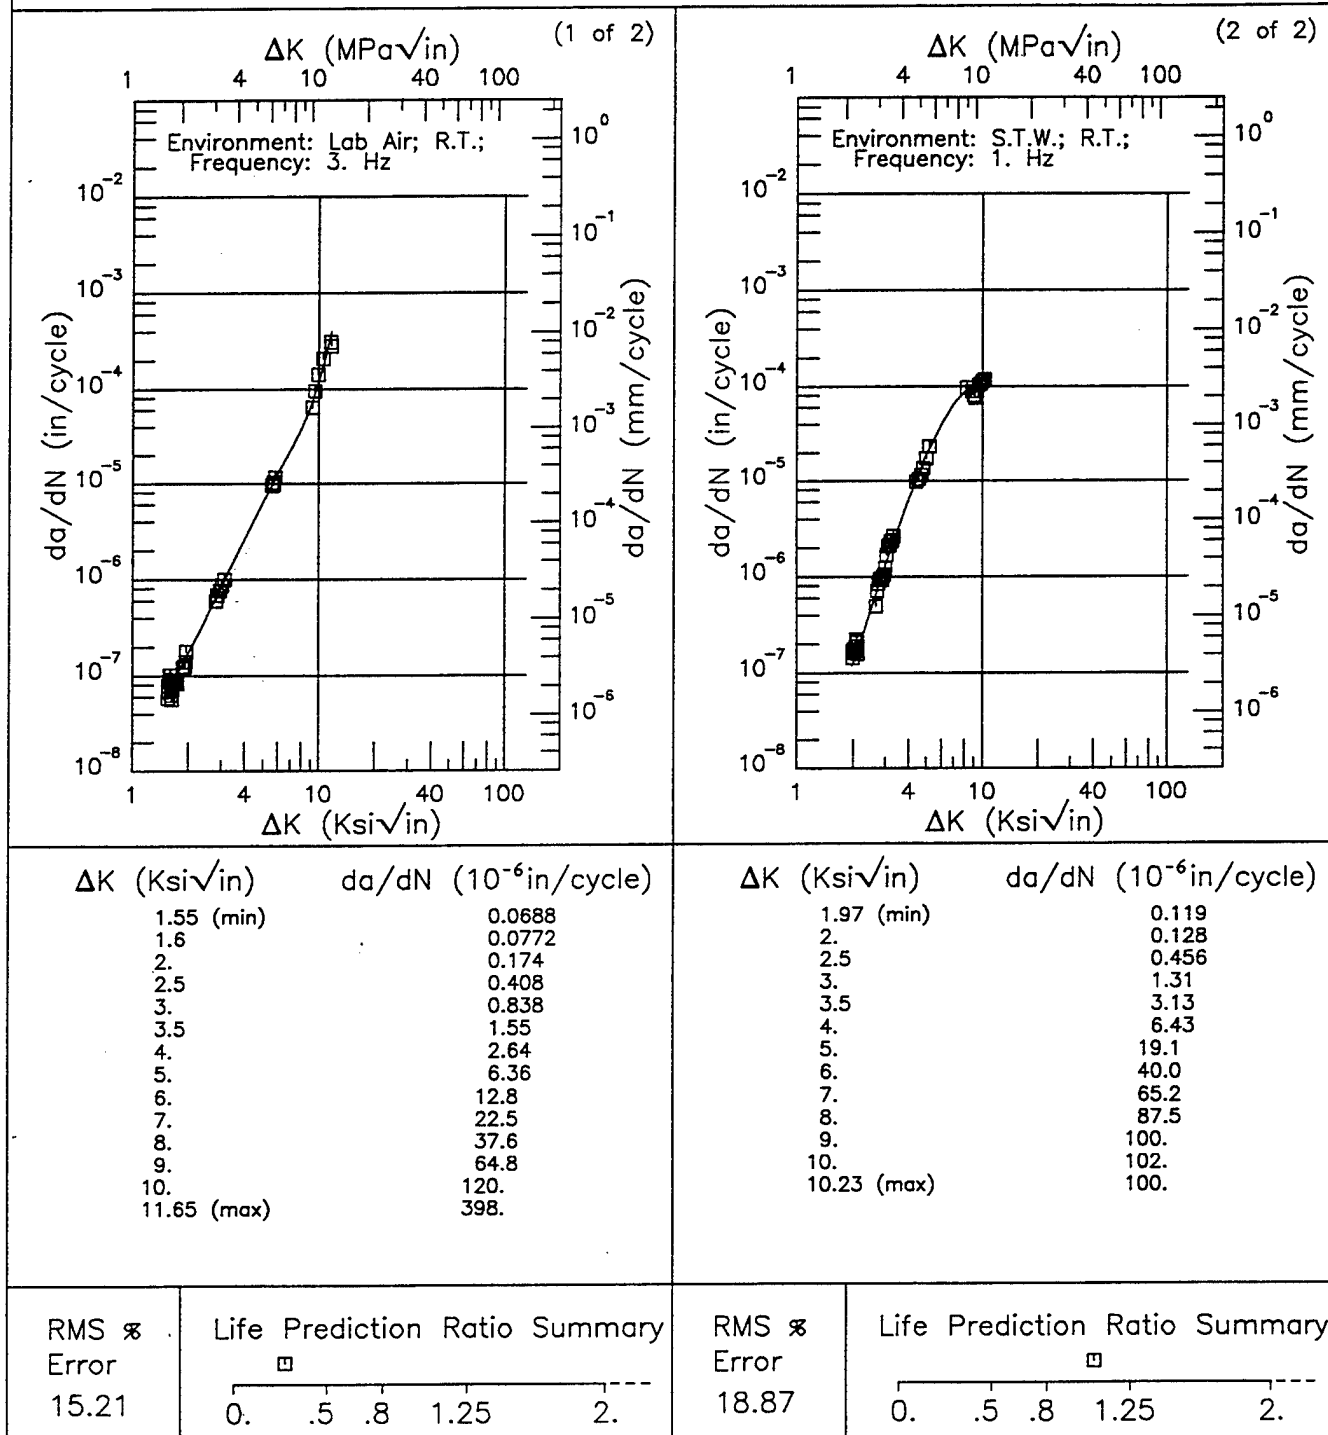 (1 of 2)
ΔK (MPa√in)
1 4 10 40 100
Environment: Lab Air; R.T.;
Frequency: 3. Hz
da/dN (in/cycle)
10⁻²
10⁻³
10⁻⁴
10⁻⁵
10⁻⁶
10⁻⁷
10⁻⁸
10⁰
10⁻¹
10⁻²
10⁻³
10⁻⁴
10⁻⁵
10⁻⁶
da/dN (mm/cycle)
1 4 10 40 100
ΔK (Ksi√in)
ΔK (Ksi√in) da/dN (10⁻⁶in/cycle)
1.55 (min) 0.0688
1.6 0.0772
2. 0.174
2.5 0.408
3. 0.838
3.5 1.55
4. 2.64
5. 6.36
6. 12.8
7. 22.5
8. 37.6
9. 64.8
10. 120.
11.65 (max) 398.
RMS %
Error
15.21
Life Prediction Ratio Summary
0. .5 .8 1.25 2.
(2 of 2)
ΔK (MPa√in)
1 4 10 40 100
Environment: S.T.W.; R.T.;
Frequency: 1. Hz
da/dN (in/cycle)
10⁻²
10⁻³
10⁻⁴
10⁻⁵
10⁻⁶
10⁻⁷
10⁻⁸
10⁰
10⁻¹
10⁻²
10⁻³
10⁻⁴
10⁻⁵
10⁻⁶
da/dN (mm/cycle)
1 4 10 40 100
ΔK (Ksi√in)
ΔK (Ksi√in) da/dN (10⁻⁶in/cycle)
1.97 (min) 0.119
2. 0.128
2.5 0.456
3. 1.31
3.5 3.13
4. 6.43
5. 19.1
6. 40.0
7. 65.2
8. 87.5
9. 100.
10. 102.
10.23 (max) 100.
RMS %
Error
18.87
Life Prediction Ratio Summary
0. .5 .8 1.25 2.